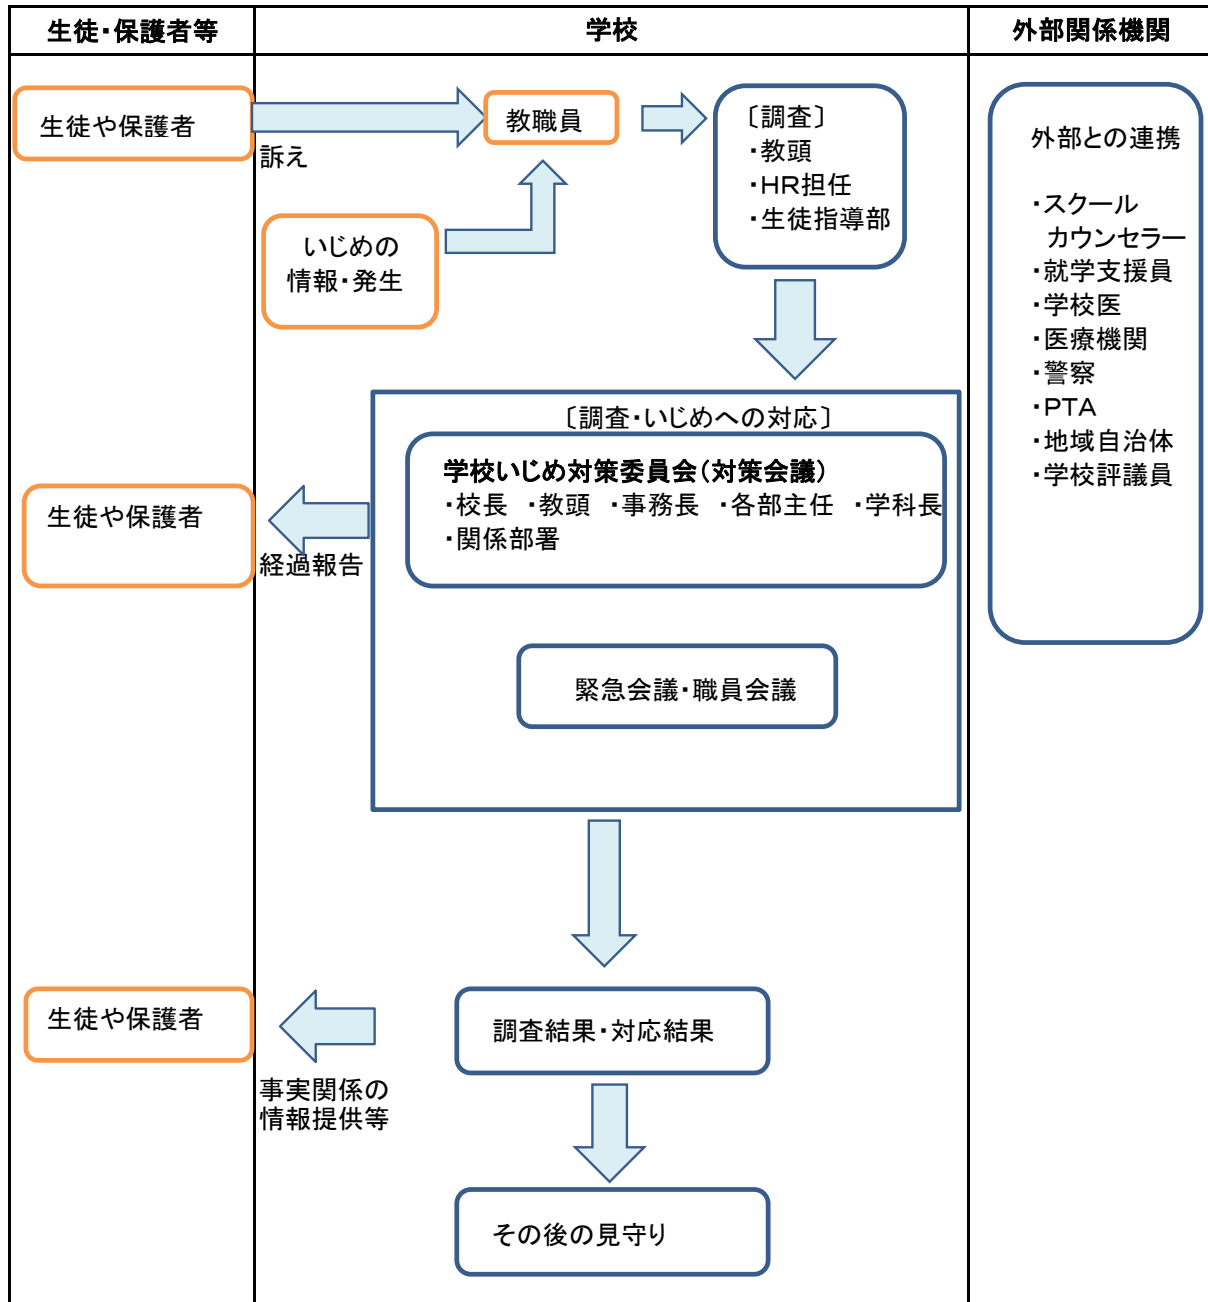 生徒・保護者等
学校
外部関係機関
生徒や保護者
訴え
教職員
いじめの
情報・発生
〔調査〕
・教頭
・HR担任
・生徒指導部
外部との連携
・スクール
カウンセラー
・就学支援員
・学校医
・医療機関
・警察
・PTA
・地域自治体
・学校評議員
〔調査・いじめへの対応〕
学校いじめ対策委員会(対策会議)
・校長 ・教頭 ・事務長 ・各部主任 ・学科長
・関係部署
生徒や保護者
経過報告
緊急会議・職員会議
生徒や保護者
事実関係の
情報提供等
調査結果・対応結果
その後の見守り